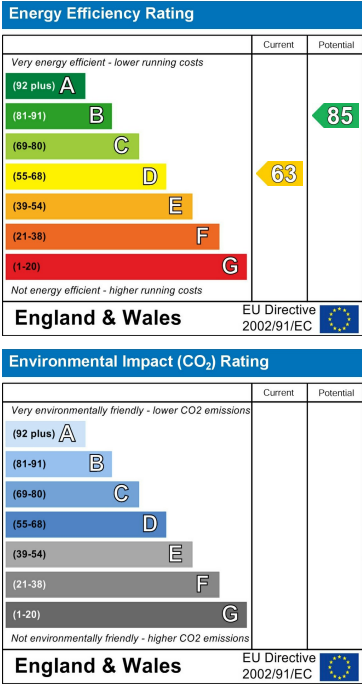 Energy Efficiency Rating
Current Potential
Very energy efficient - lower running costs
(92 plus) A
(81-91) B
85
(69-80) C
(55-68) D
63
(39-54) E
(21-38) F
(1-20) G
Not energy efficient - higher running costs
England & Wales
EU Directive
2002/91/EC
Environmental Impact (CO₂) Rating
Current Potential
Very environmentally friendly - lower CO2 emissions
(92 plus) A
(81-91) B
(69-80) C
(55-68) D
(39-54) E
(21-38) F
(1-20) G
Not environmentally friendly - higher CO2 emissions
England & Wales
EU Directive
2002/91/EC